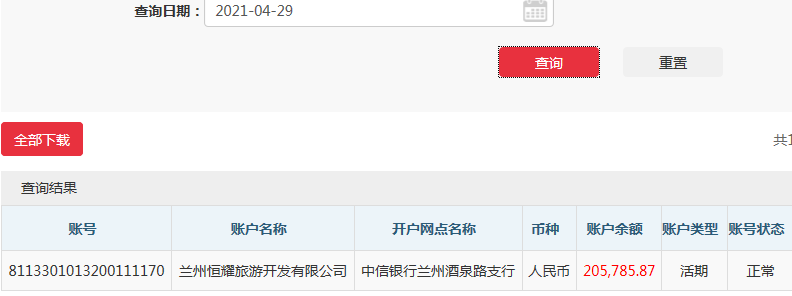 查询日期： 2021-04-29
查询 重置
全部下载 共1
查询结果
账号 账户名称 开户网点名称 币种 账户余额 账户类型 账号状态
8113301013200111170 兰州恒耀旅游开发有限公司 中信银行兰州酒泉路支行 人民币 205,785.87 活期 正常